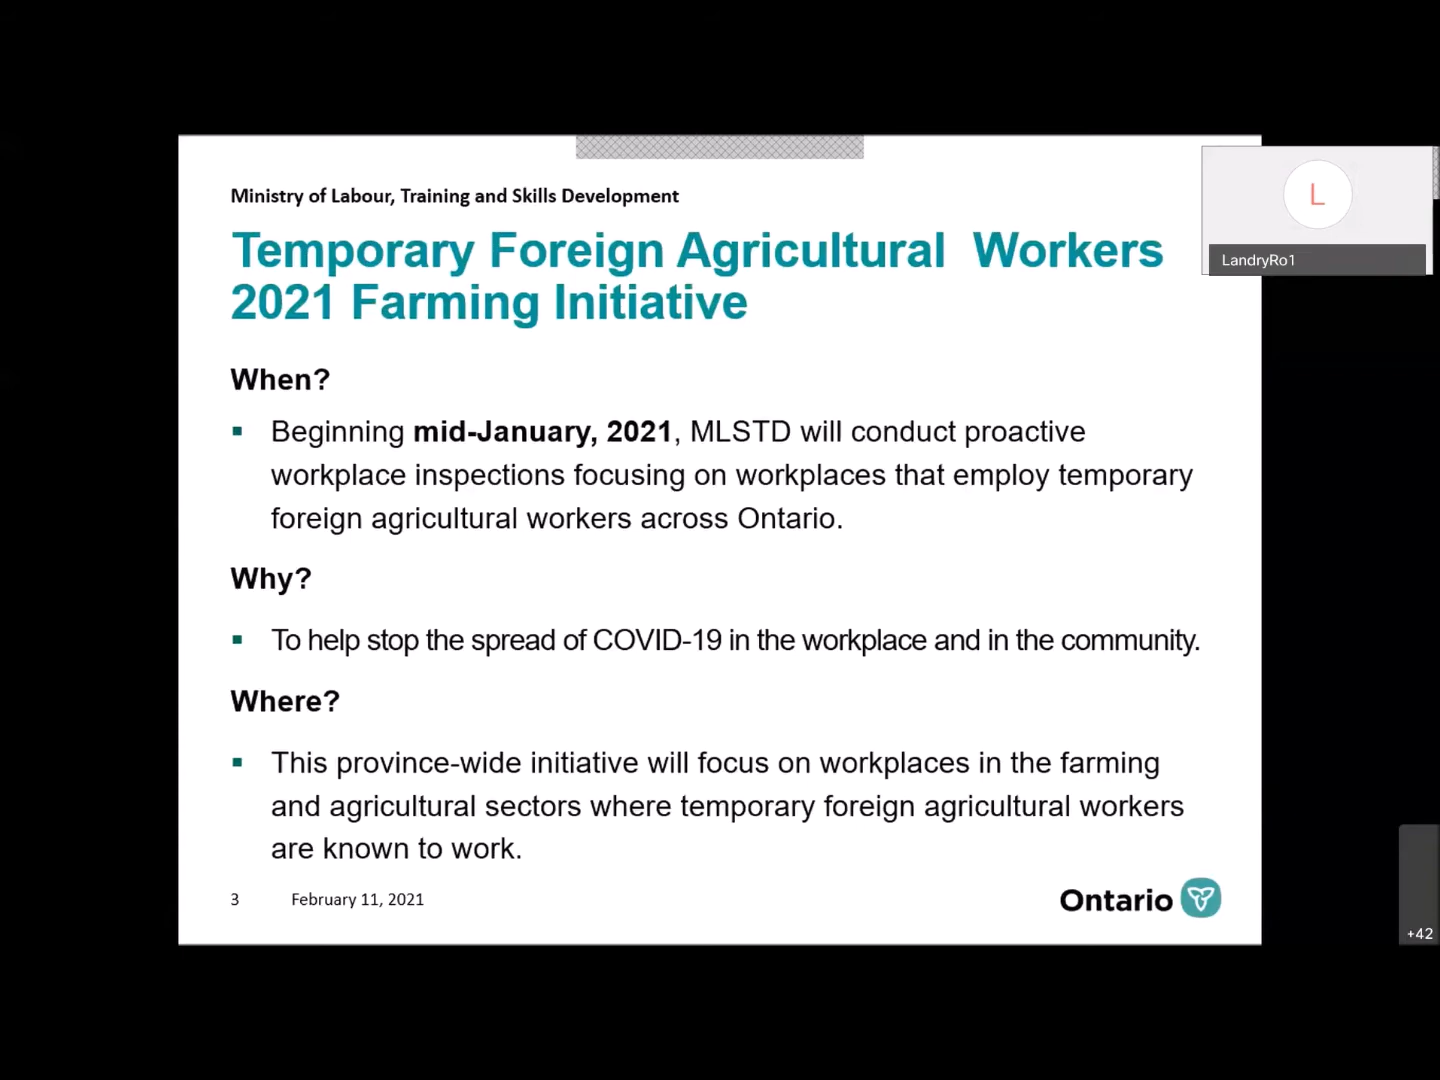 Ministry of Labour, Training and Skills Development
Temporary Foreign Agricultural Workers
2021 Farming Initiative
L
LandryRo1
When?
▪ Beginning mid-January, 2021, MLSTD will conduct proactive
workplace inspections focusing on workplaces that employ temporary
foreign agricultural workers across Ontario.
Why?
▪ To help stop the spread of COVID-19 in the workplace and in the community.
Where?
▪ This province-wide initiative will focus on workplaces in the farming
and agricultural sectors where temporary foreign agricultural workers
are known to work.
3 February 11, 2021
Ontario
+42